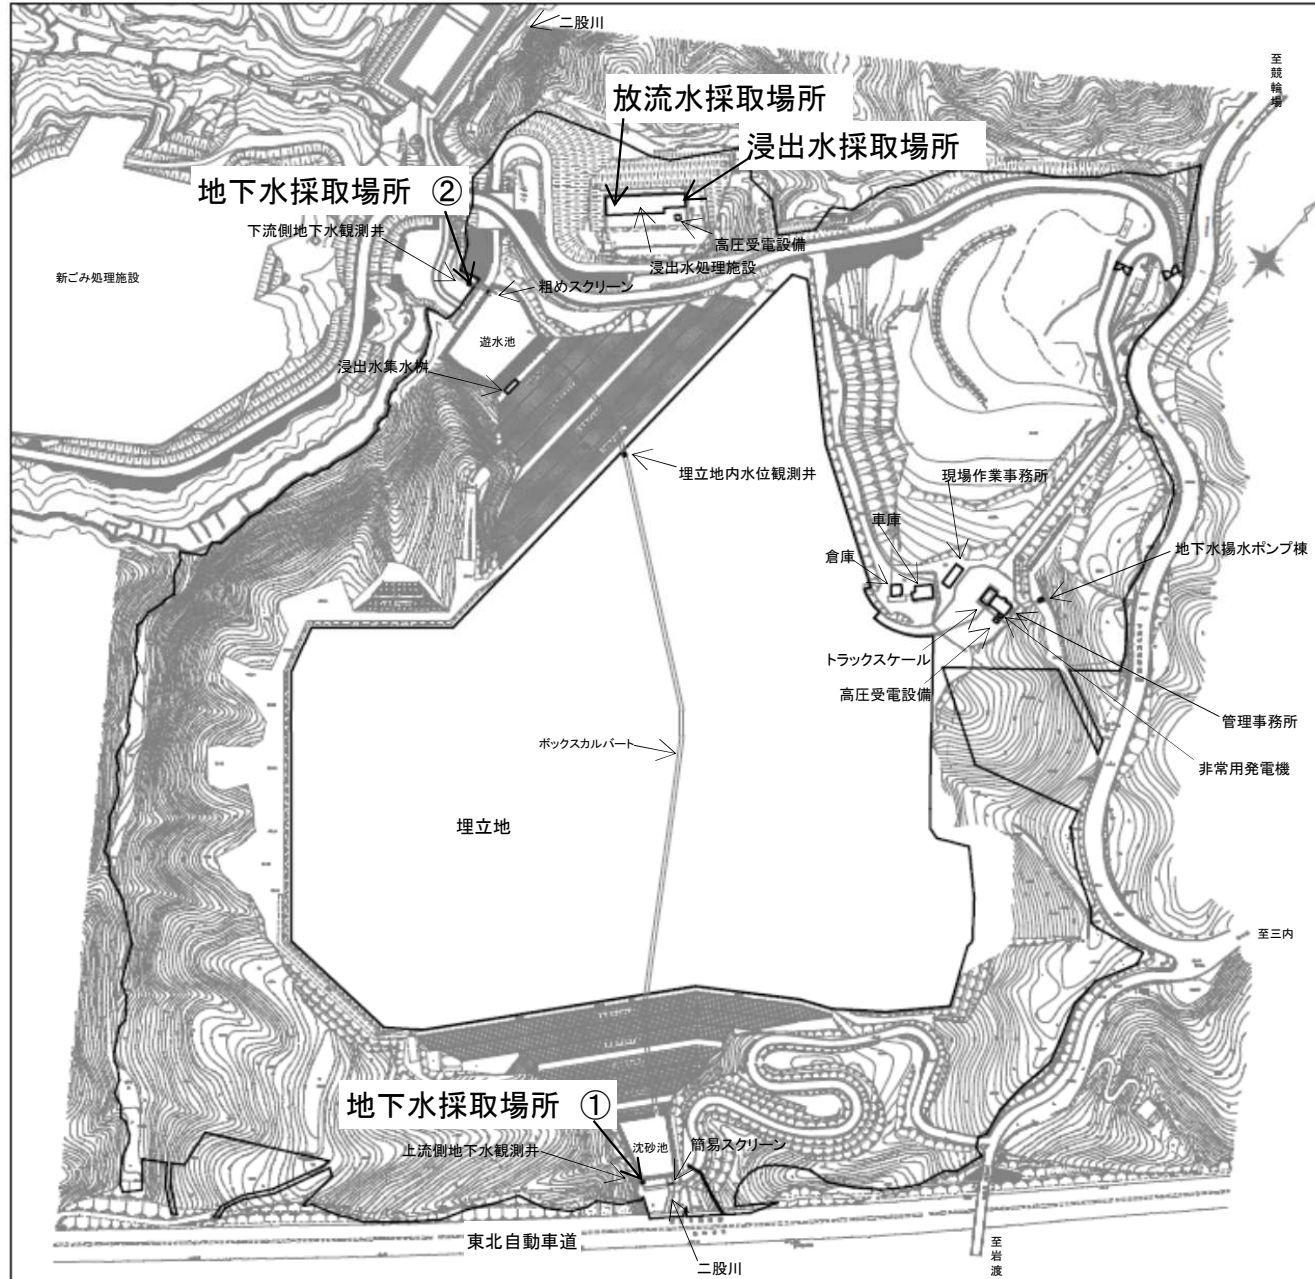 二股川
至競輪場
放流水採取場所
浸出水採取場所
地下水採取場所 ②
下流側地下水観測井
高圧受電設備
浸出水処理施設
新ごみ処理施設
粗めスクリーン
遊水池
浸出水集水桝
埋立地内水位観測井
現場作業事務所
車庫
倉庫
地下水揚水ポンプ棟
トラックスケール
高圧受電設備
管理事務所
非常用発電機
ボックスカルバート
埋立地
至三内
地下水採取場所 ①
上流側地下水観測井
沈砂池
簡易スクリーン
東北自動車道
二股川
至岩渡